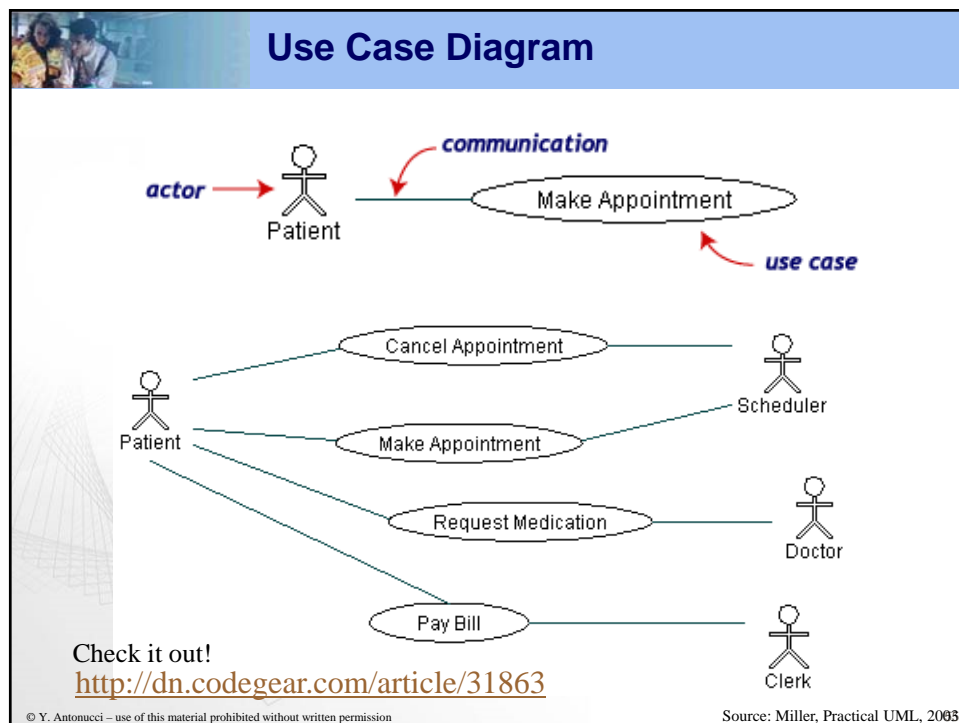 Use Case Diagram
communication
actor
Make Appointment
Patient
use case
Cancel Appointment
Scheduler
Patient
Make Appointment
Request Medication
Doctor
Pay Bill
Clerk
Check it out!
http://dn.codegear.com/article/31863
© Y. Antonucci – use of this material prohibited without written permission
Source: Miller, Practical UML,